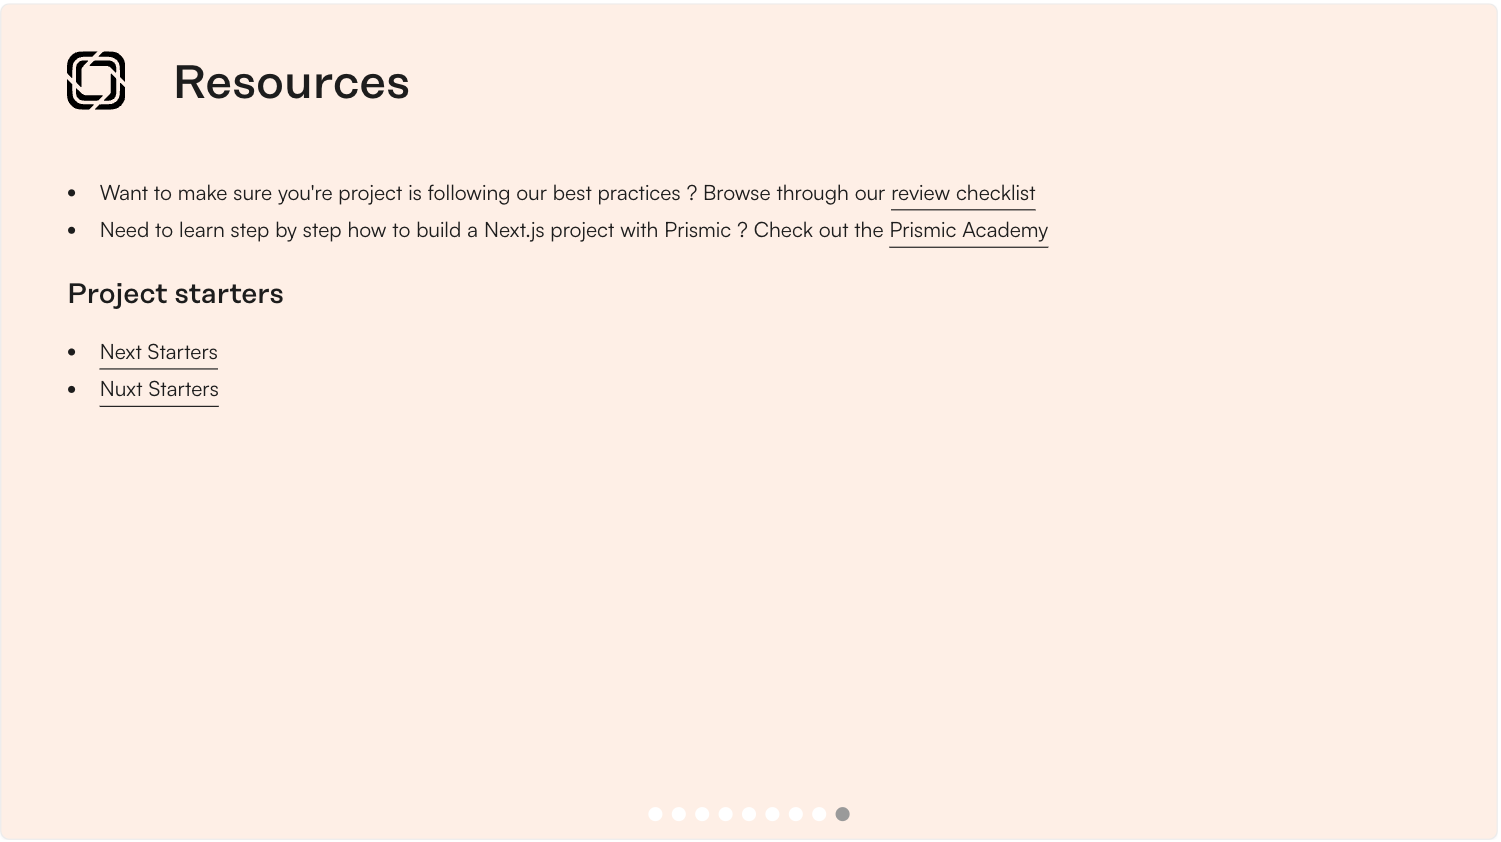 Resources
Want to make sure you're project is following our best practices ? Browse through our review checklist
Need to learn step by step how to build a Next.js project with Prismic ? Check out the Prismic Academy
Project starters
Next Starters
Nuxt Starters